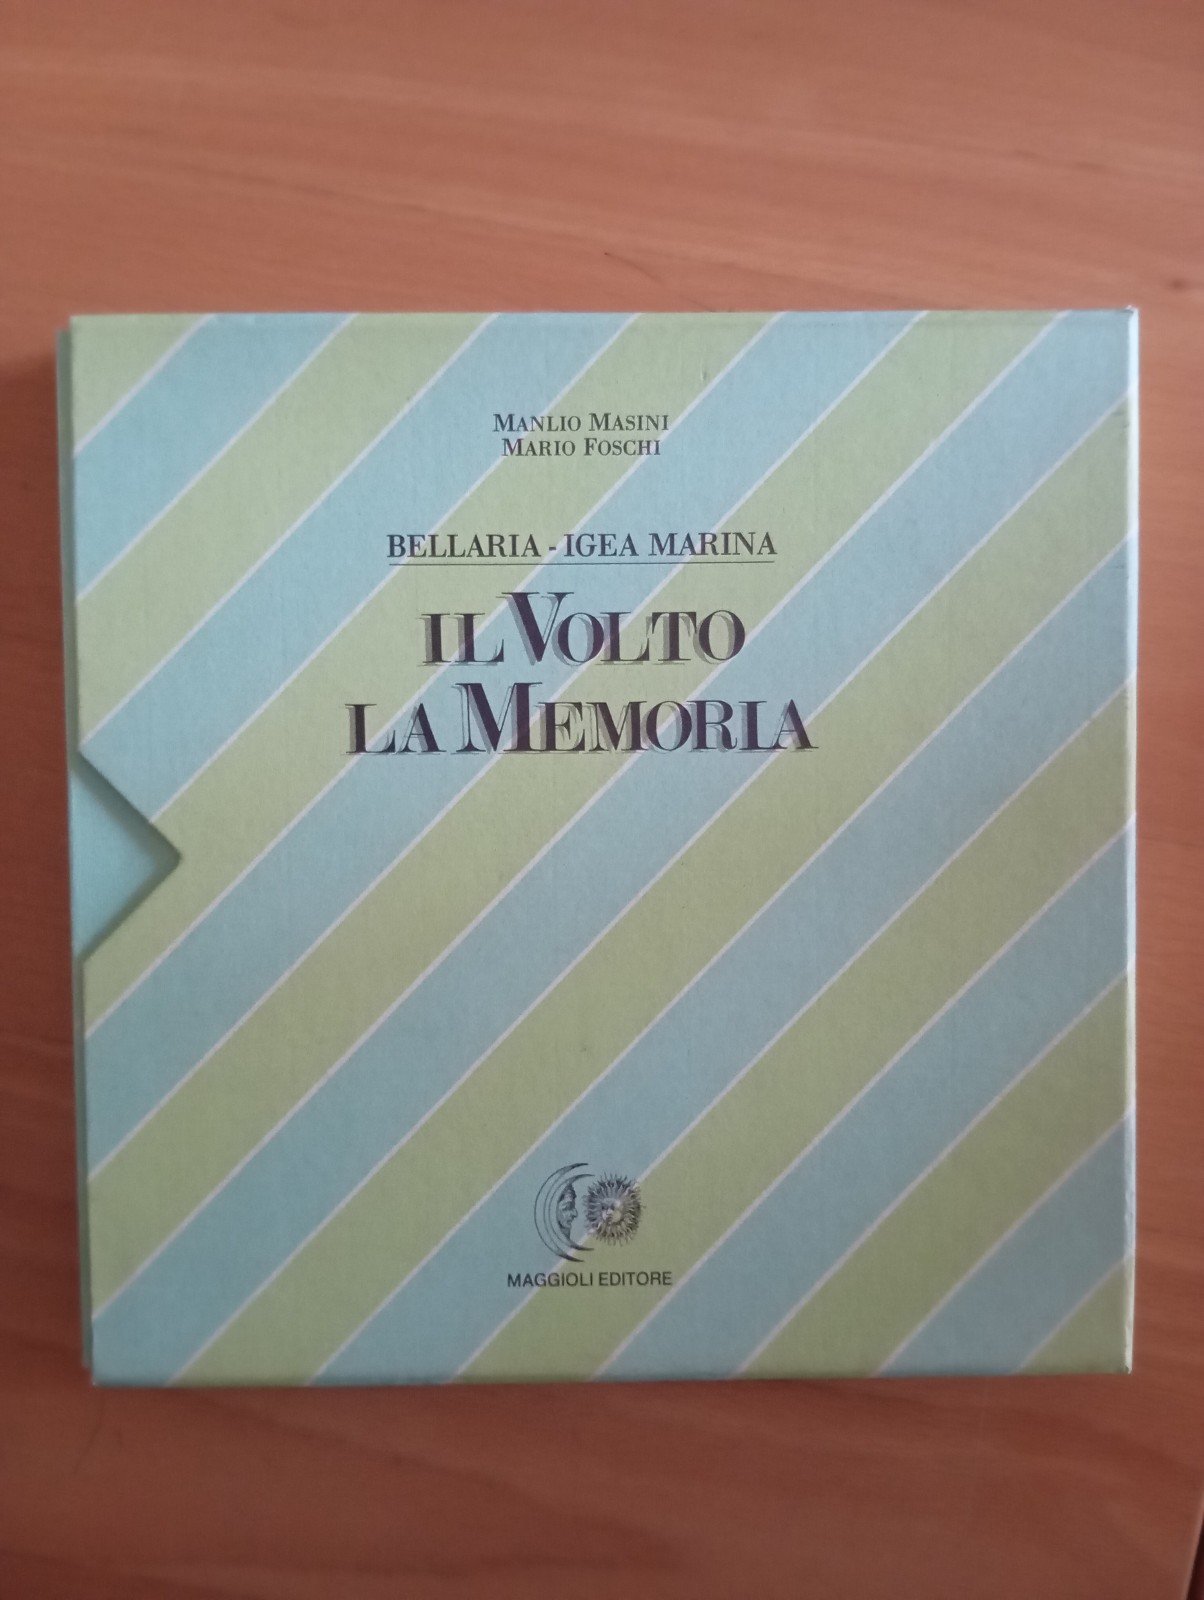 MANLIO MASINI
MARIO FOSCHI
BELLARIA - IGEA MARINA
IL VOLTO
LA MEMORIA
MAGGIOLI EDITORE